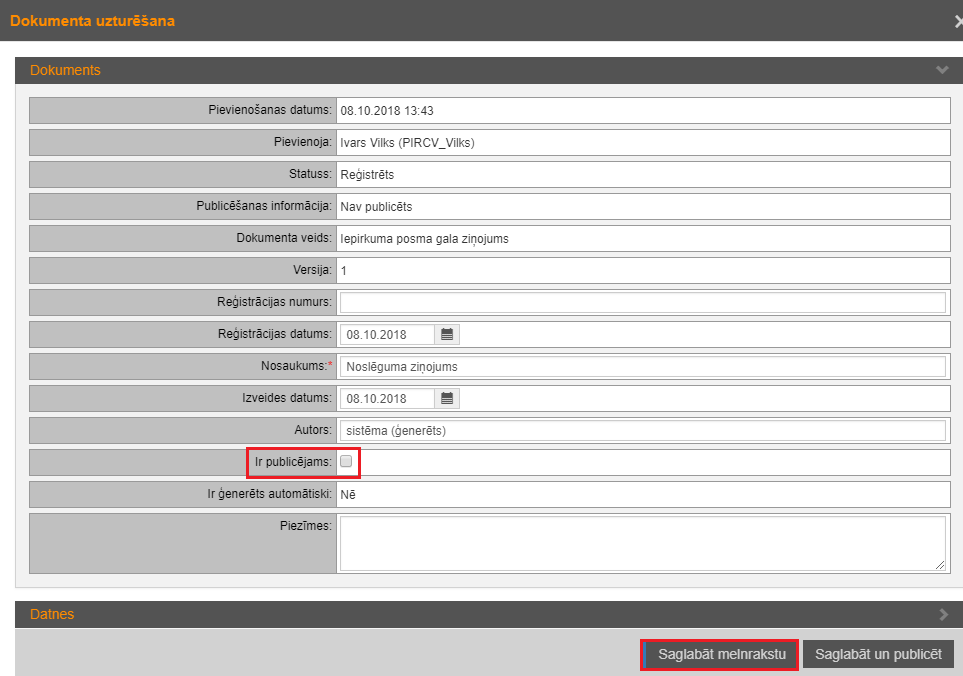 Dokumenta uzturēšana
Dokuments
Pievienošanas datums: 08.10.2018 13:43
Pievienoja: Ivars Vilks (PIRCV_Vilks)
Statuss: Reģistrēts
Publicēšanas informācija: Nav publicēts
Dokumenta veids: Iepirkuma posma gala ziņojums
Versija: 1
Reģistrācijas numurs:
Reģistrācijas datums: 08.10.2018
Nosaukums:* Noslēguma ziņojums
Izveides datums: 08.10.2018
Autors: sistēma (ģenerēts)
Ir publicējams:
Ir ģenerēts automātiski: Nē
Piezīmes:
Datnes
Saglabāt melnrakstu Saglabāt un publicēt